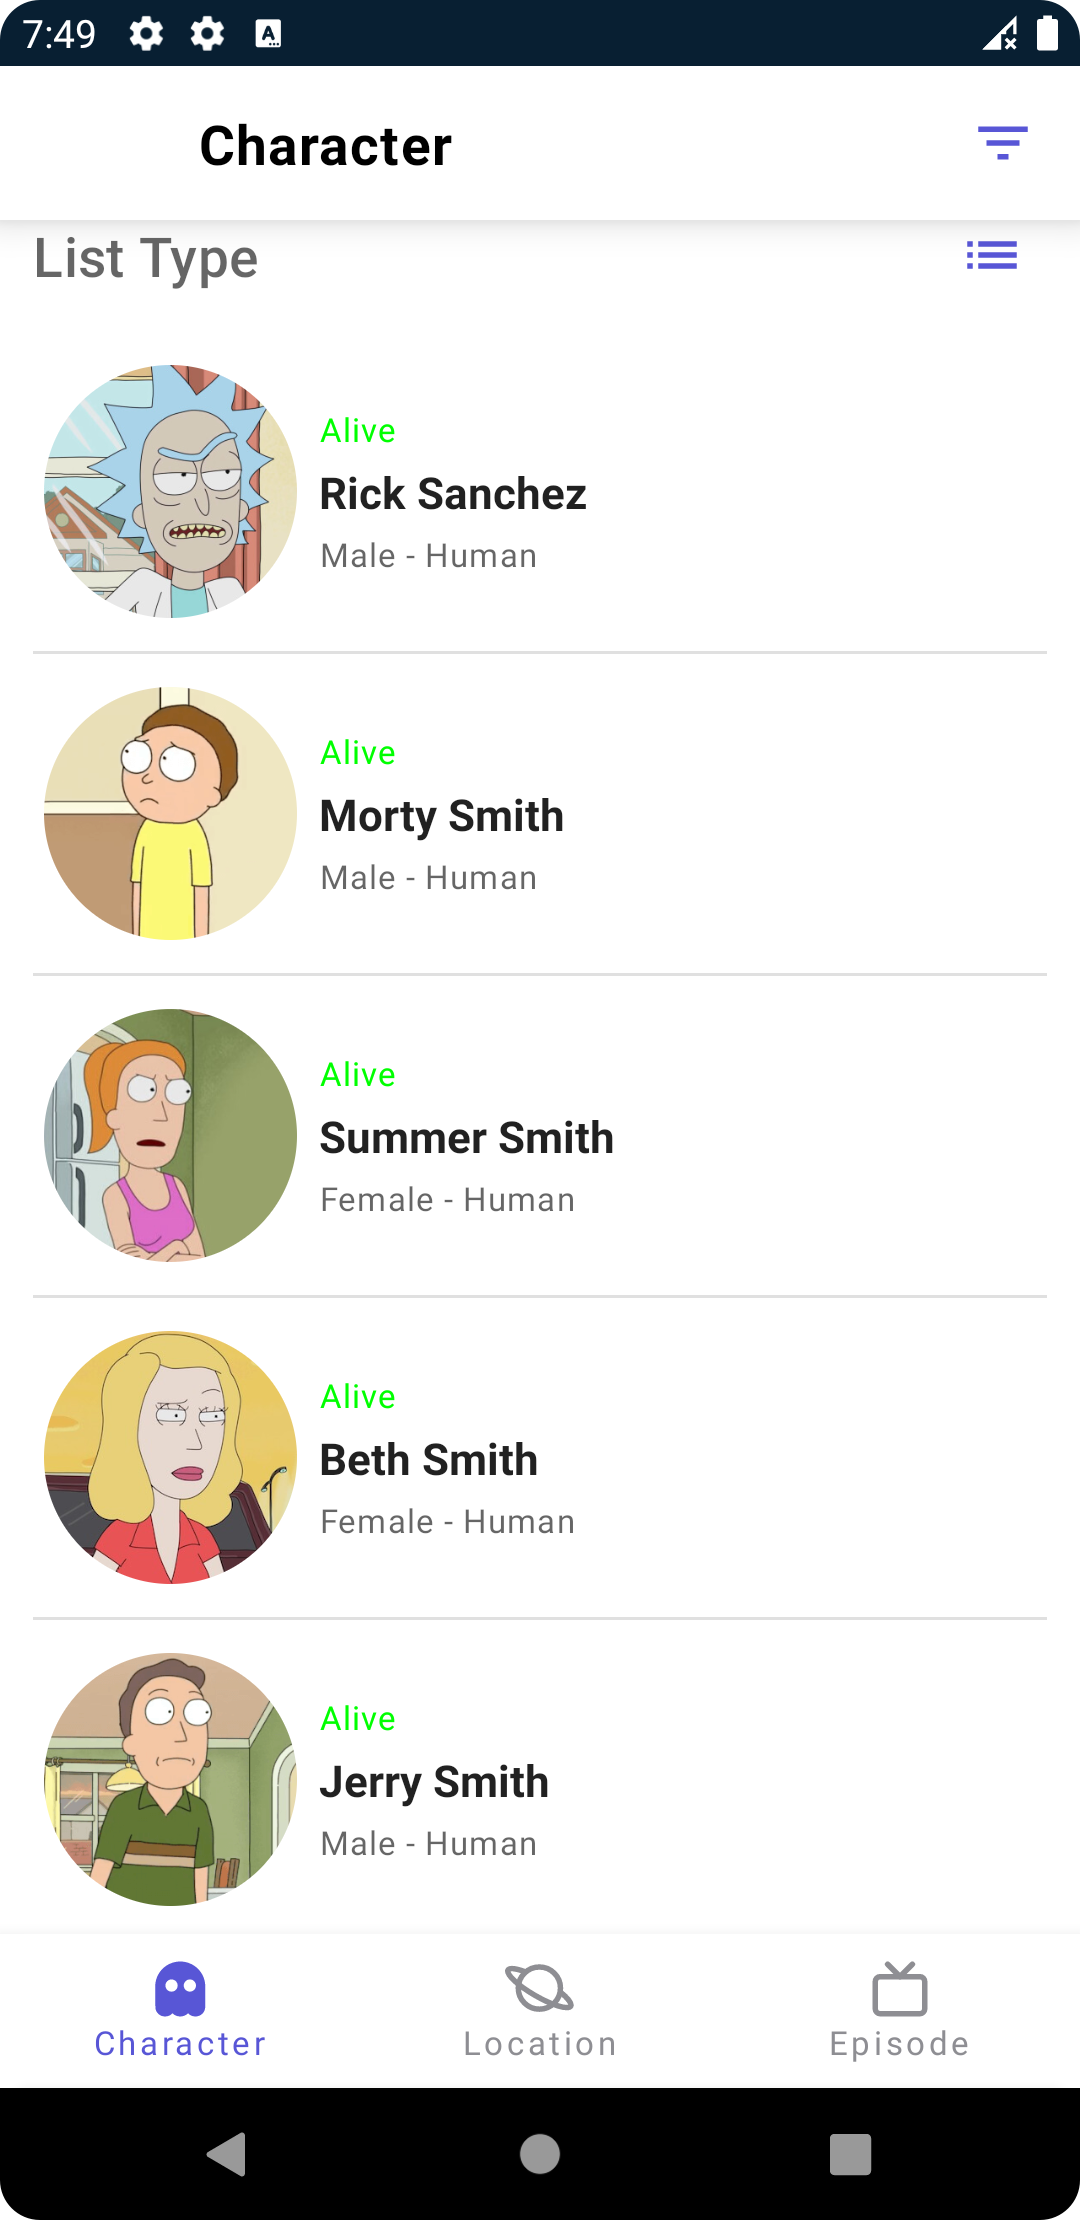 7:49
Character
List Type
Alive
Rick Sanchez
Male - Human
Alive
Morty Smith
Male - Human
Alive
Summer Smith
Female - Human
Alive
Beth Smith
Female - Human
Alive
Jerry Smith
Male - Human
Character
Location
Episode